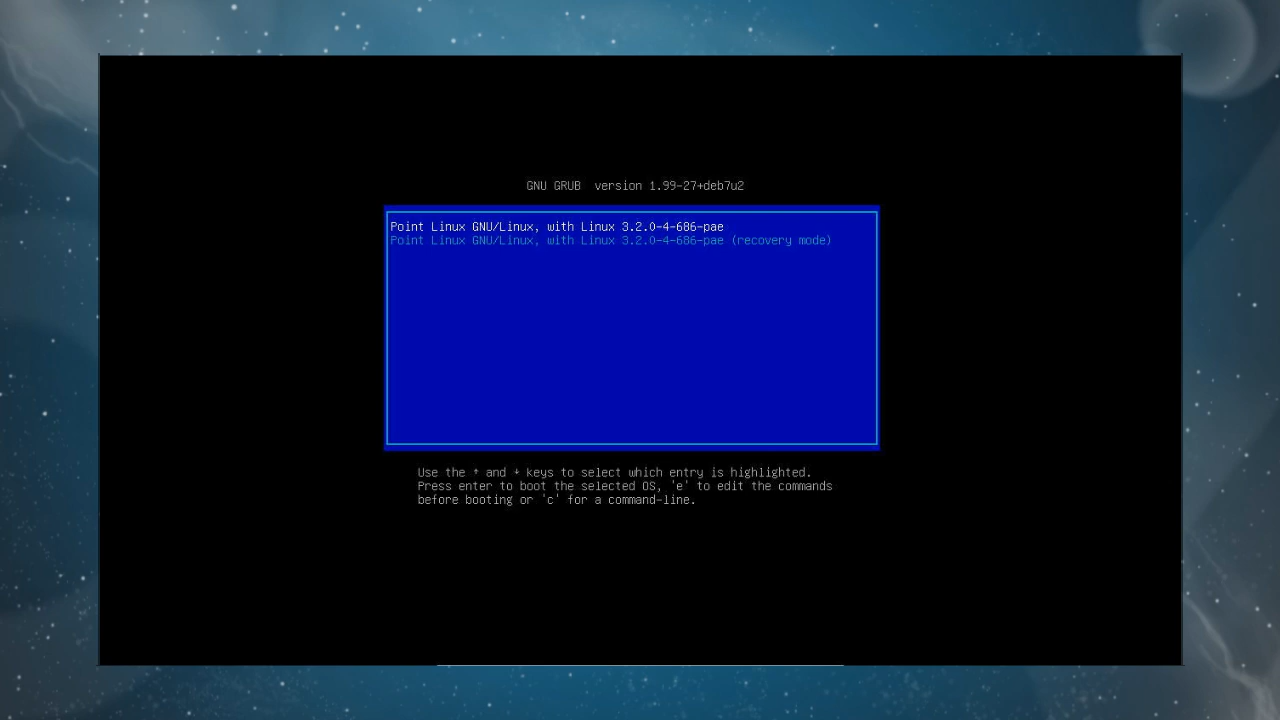 GNU GRUB  version 1.99-27+deb7u2
Point Linux GNU/Linux, with Linux 3.2.0-4-686-pae
Point Linux GNU/Linux, with Linux 3.2.0-4-686-pae (recovery mode)
Use the ↑ and ↓ keys to select which entry is highlighted.
Press enter to boot the selected OS, 'e' to edit the commands
before booting or 'c' for a command-line.